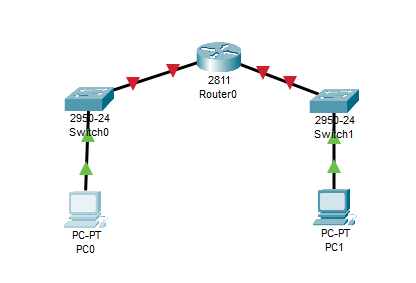 2811
Router0
2950-24
Switch0
2950-24
Switch1
PC-PT
PC0
PC-PT
PC1